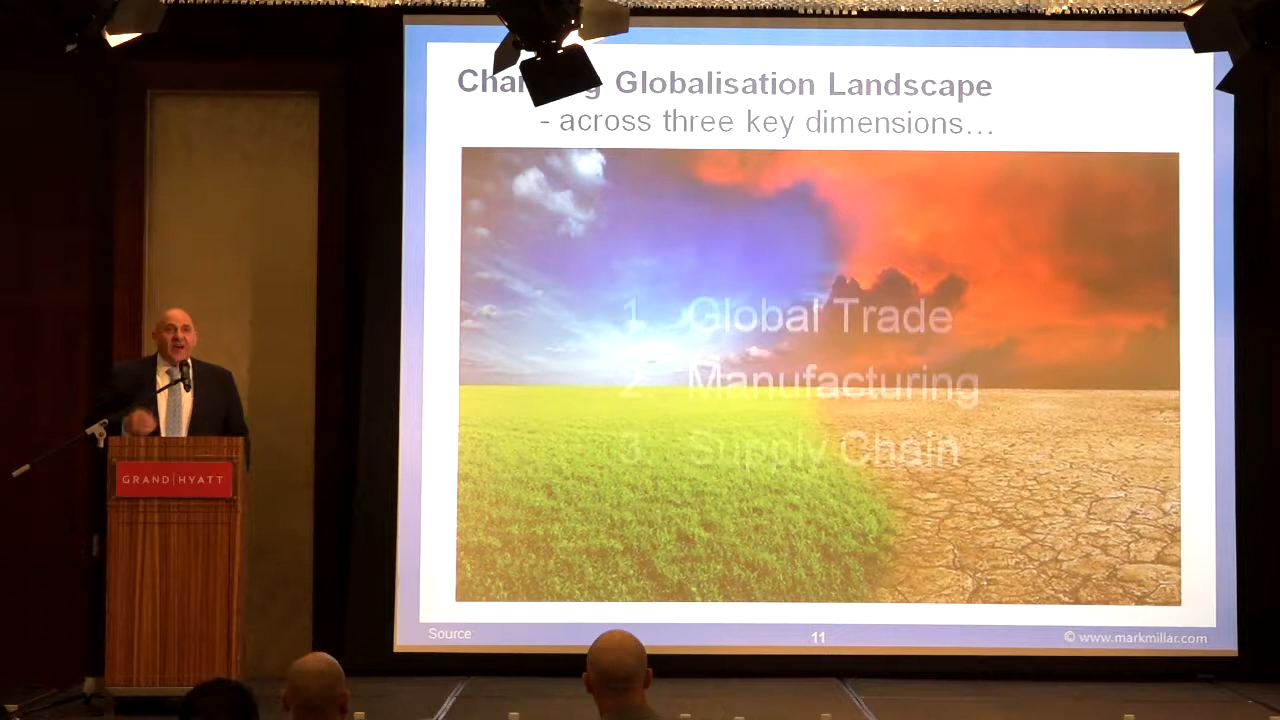 Globalisation Landscape
- across three key dimensions...
1. Global Trade
2. Manufacturing
3. Supply Chain
GRAND HYATT
Source:
11
© www.markmillar.com